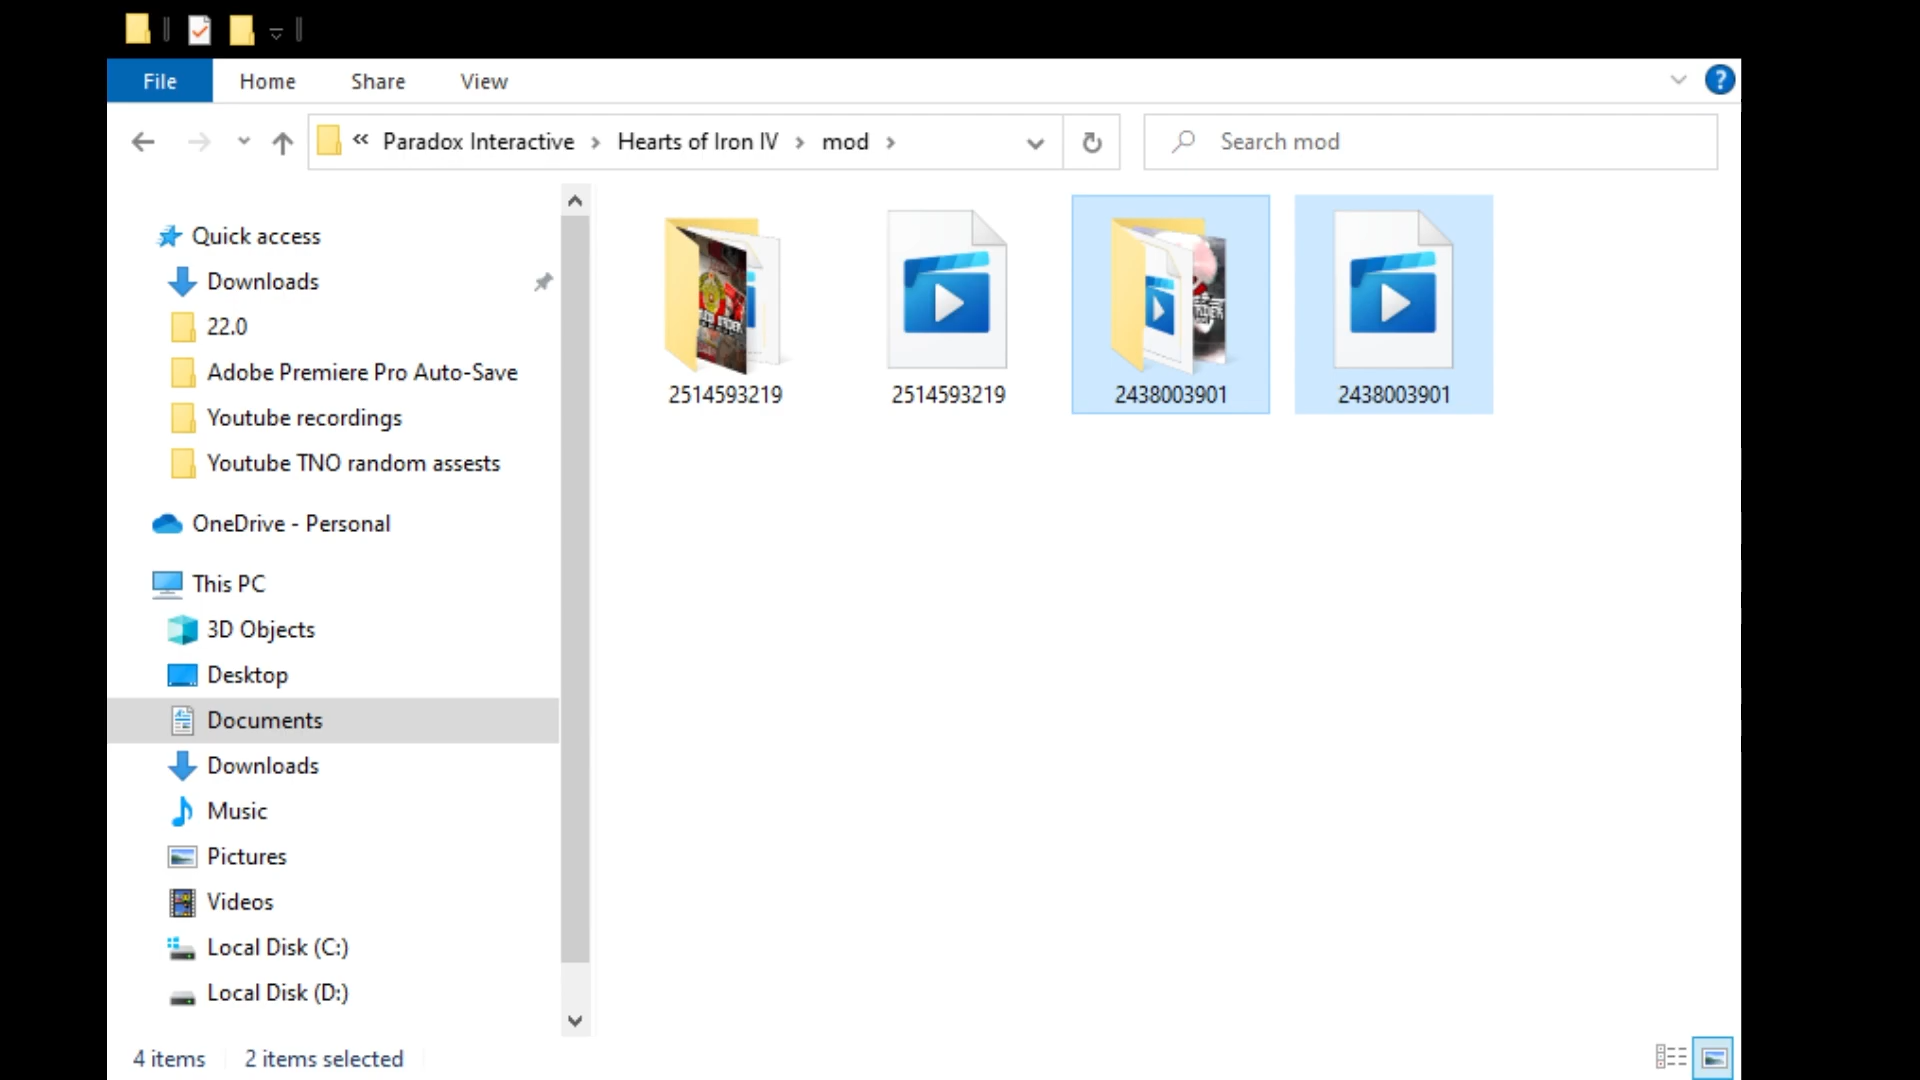 File Home Share View
« Paradox Interactive > Hearts of Iron IV > mod >
Search mod
Quick access
Downloads
22.0
Adobe Premiere Pro Auto-Save
Youtube recordings
Youtube TNO random assests
OneDrive - Personal
This PC
3D Objects
Desktop
Documents
Downloads
Music
Pictures
Videos
Local Disk (C:)
Local Disk (D:)
2514593219
2514593219
2438003901
2438003901
4 items 2 items selected